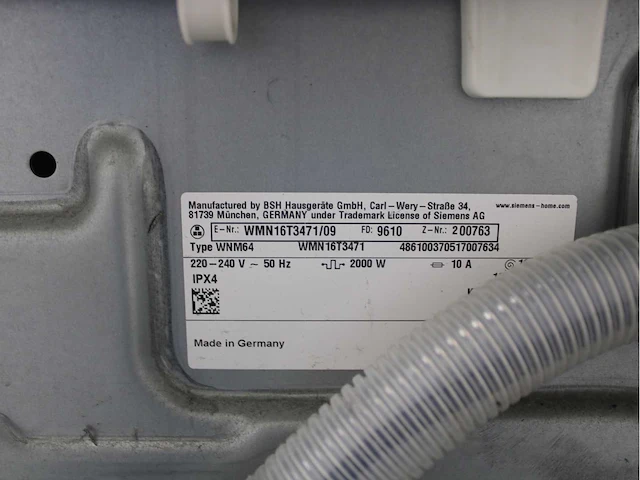 Manufactured by BSH Hausgeräte GmbH, Carl-Wery-Straße 34,
81739 München, GERMANY under Trademark License of Siemens AG
www.siemens-home.com
E-Nr.: WMN16T3471/09 FD: 9610 Z-Nr.: 200763
Type WNM64 WMN16T3471 486100370517007634
220-240 V ~ 50 Hz 2000 W 10 A
IPX4
Made in Germany